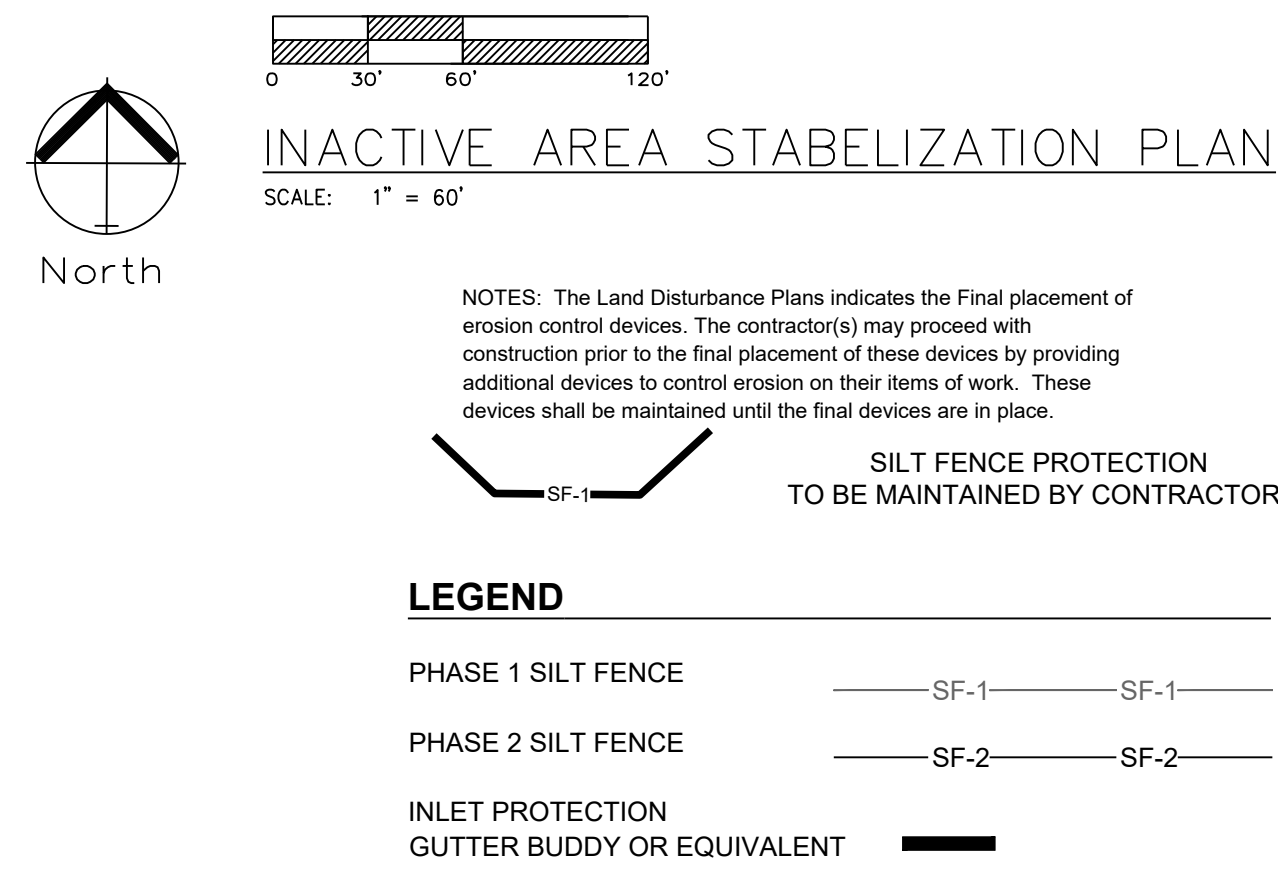 0 30' 60' 120'
INACTIVE AREA STABELIZATION PLAN
SCALE: 1" = 60'
North
NOTES: The Land Disturbance Plans indicates the Final placement of
erosion control devices. The contractor(s) may proceed with
construction prior to the final placement of these devices by providing
additional devices to control erosion on their items of work. These
devices shall be maintained until the final devices are in place.
SF-1
SILT FENCE PROTECTION
TO BE MAINTAINED BY CONTRACTOR
LEGEND
PHASE 1 SILT FENCE
SF-1 SF-1
PHASE 2 SILT FENCE
SF-2 SF-2
INLET PROTECTION
GUTTER BUDDY OR EQUIVALENT